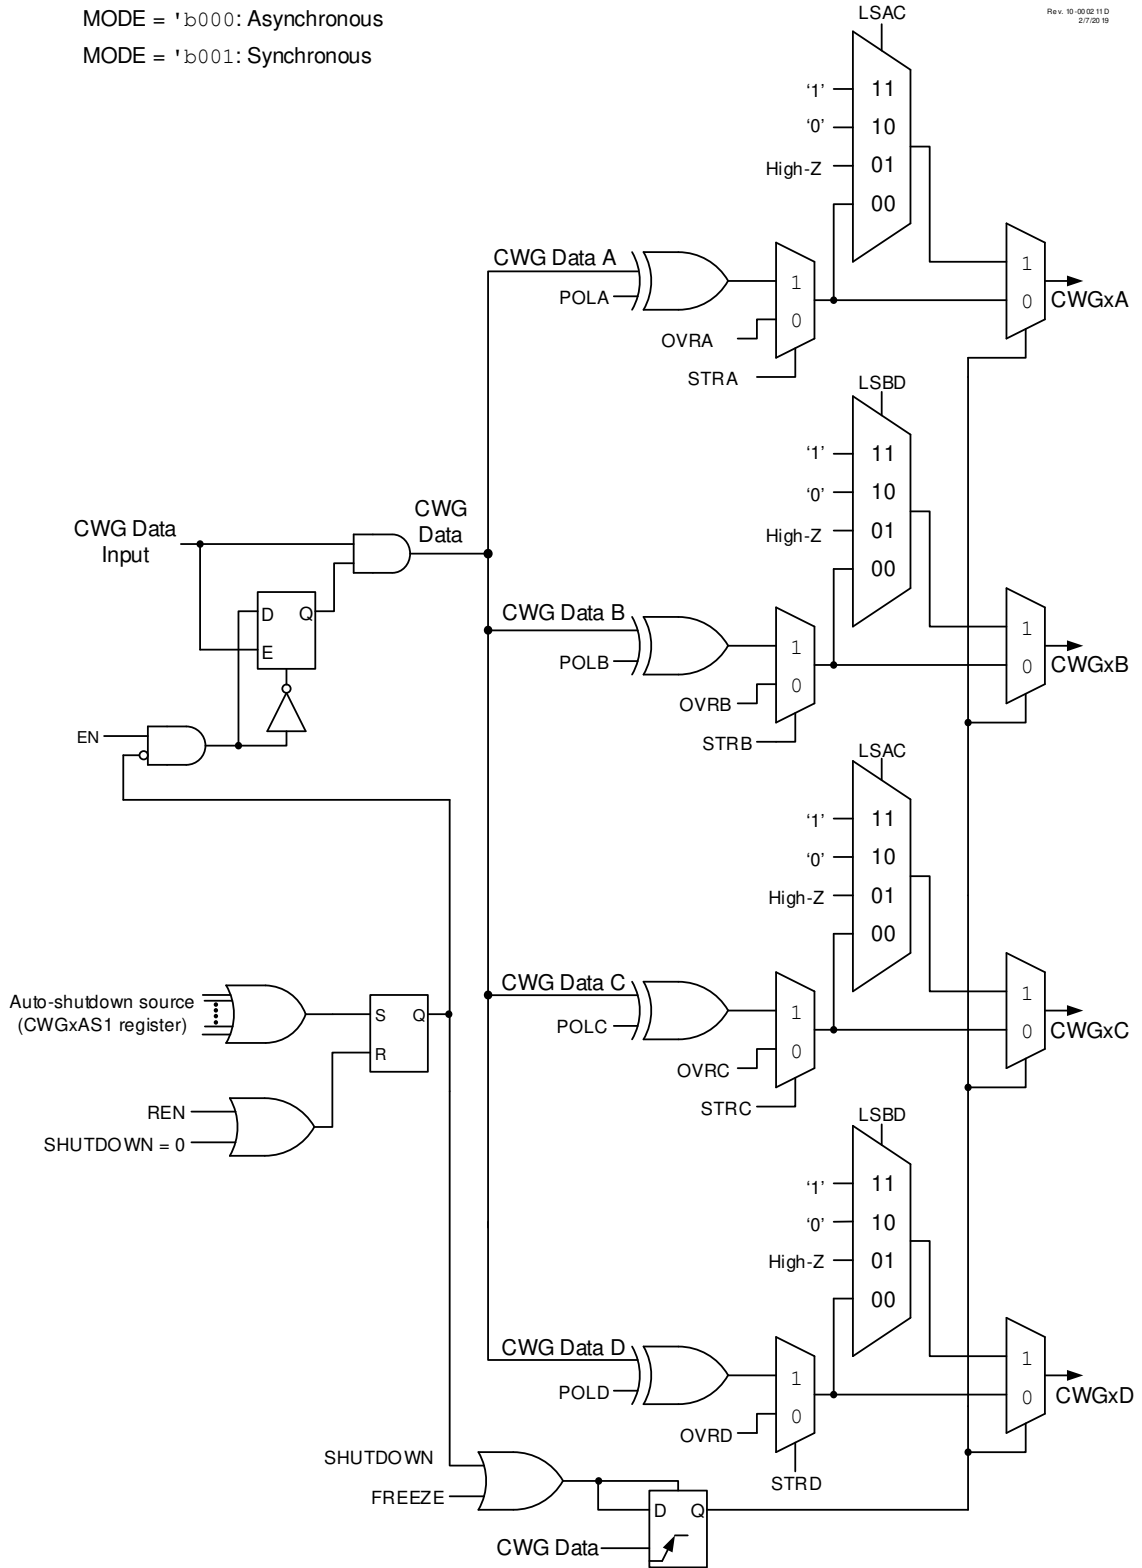 MODE = 'b000: Asynchronous
MODE = 'b001: Synchronous
Rev. 10-000211D
2/7/2019
LSAC
'1'
11
'0'
10
High-Z
01
00
CWG Data A
POLA
OVRA
STRA
1
0
1
0
CWGxA
LSBD
'1'
11
'0'
10
High-Z
01
00
CWG Data
Input
CWG
Data
D
Q
E
EN
CWG Data B
POLB
OVRB
STRB
1
0
1
0
CWGxB
LSAC
'1'
11
'0'
10
High-Z
01
00
CWG Data C
POLC
OVRC
STRC
1
0
1
0
CWGxC
Auto-shutdown source
(CWGxAS1 register)
S
Q
R
REN
SHUTDOWN = 0
LSBD
'1'
11
'0'
10
High-Z
01
00
CWG Data D
POLD
OVRD
STRD
1
0
1
0
CWGxD
SHUTDOWN
FREEZE
D
Q
CWG Data